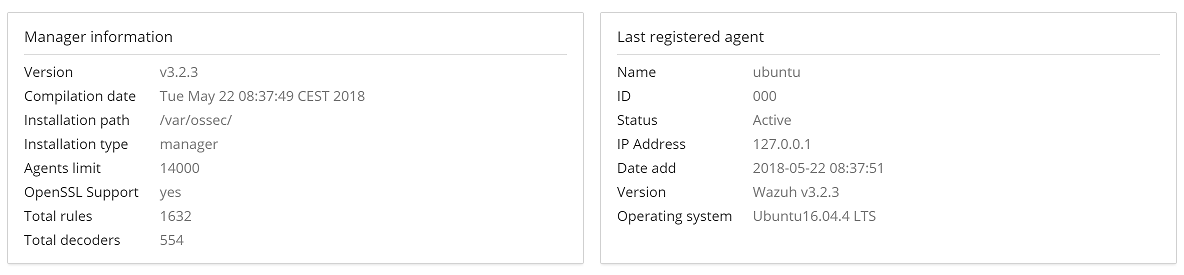 Manager information
Version v3.2.3
Compilation date Tue May 22 08:37:49 CEST 2018
Installation path /var/ossec/
Installation type manager
Agents limit 14000
OpenSSL Support yes
Total rules 1632
Total decoders 554
Last registered agent
Name ubuntu
ID 000
Status Active
IP Address 127.0.0.1
Date add 2018-05-22 08:37:51
Version Wazuh v3.2.3
Operating system Ubuntu16.04.4 LTS